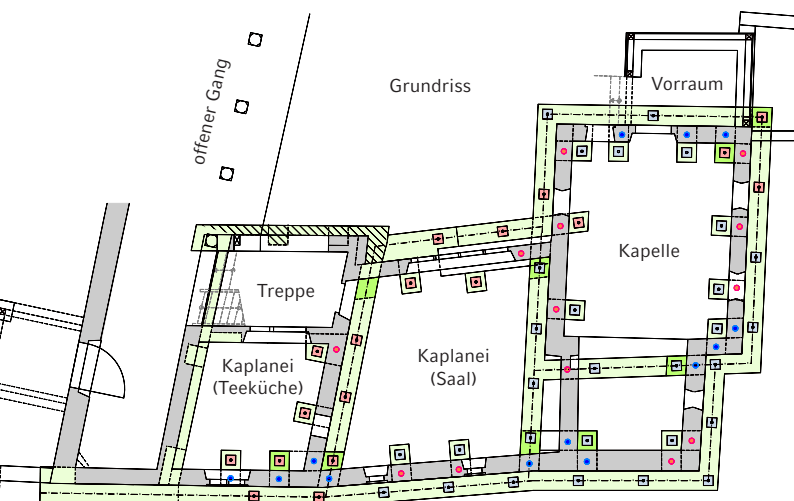 offener Gang
Grundriss
Vorraum
Kapelle
Treppe
Kaplanei
(Teeküche)
Kaplanei
(Saal)